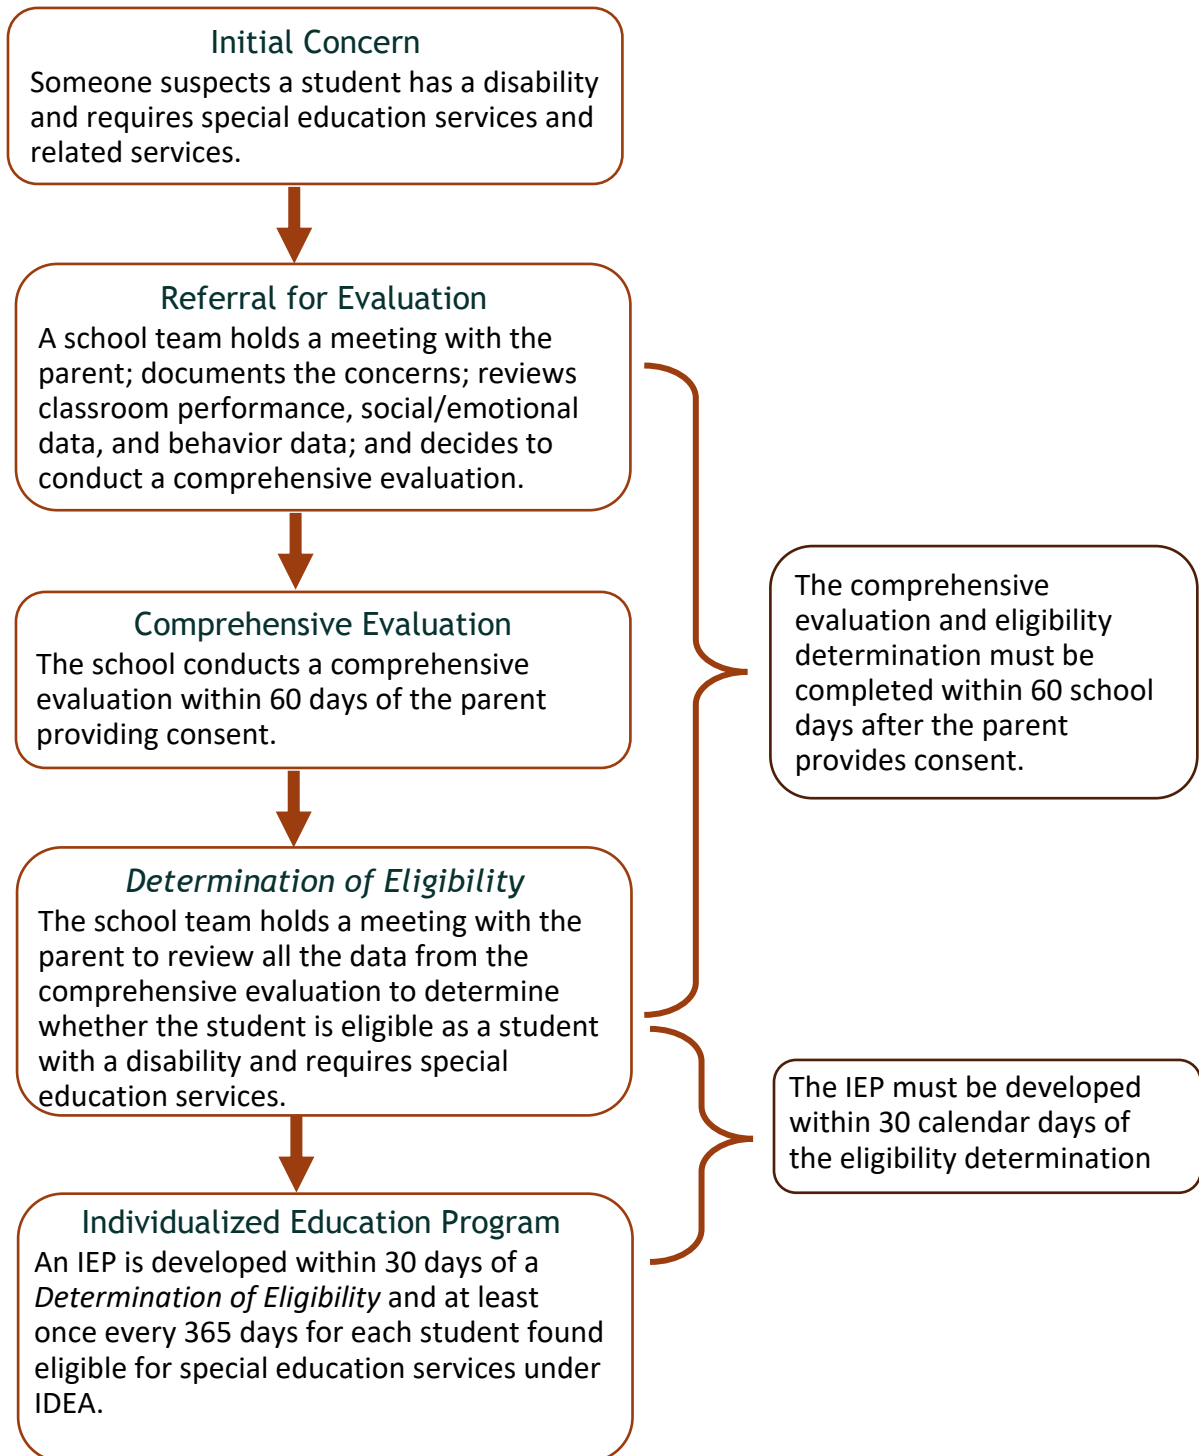 Initial Concern
Someone suspects a student has a disability
and requires special education services and
related services.
Referral for Evaluation
A school team holds a meeting with the
parent; documents the concerns; reviews
classroom performance, social/emotional
data, and behavior data; and decides to
conduct a comprehensive evaluation.
Comprehensive Evaluation
The school conducts a comprehensive
evaluation within 60 days of the parent
providing consent.
The comprehensive
evaluation and eligibility
determination must be
completed within 60 school
days after the parent
provides consent.
Determination of Eligibility
The school team holds a meeting with the
parent to review all the data from the
comprehensive evaluation to determine
whether the student is eligible as a student
with a disability and requires special
education services.
The IEP must be developed
within 30 calendar days of
the eligibility determination
Individualized Education Program
An IEP is developed within 30 days of a
Determination of Eligibility and at least
once every 365 days for each student found
eligible for special education services under
IDEA.